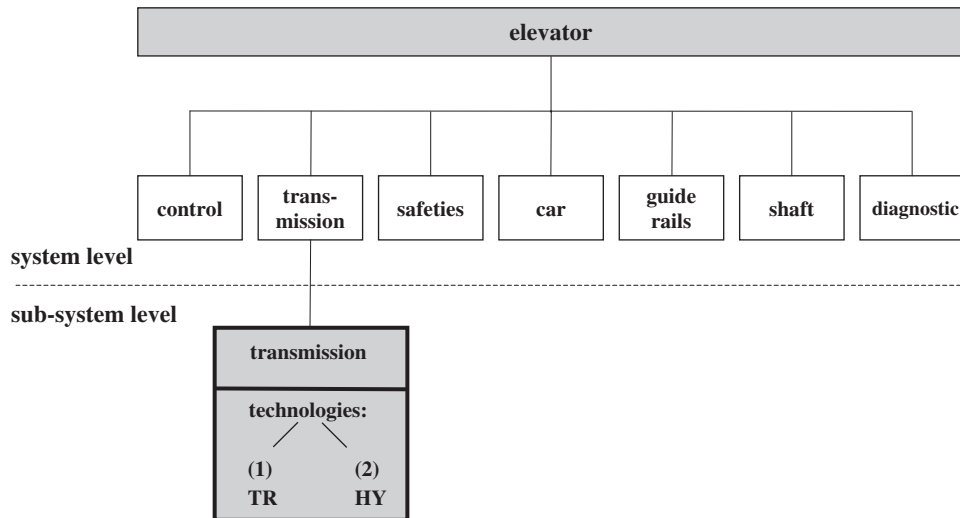 elevator
control
trans-
mission
safeties
car
guide
rails
shaft
diagnostic
system level
sub-system level
transmission
technologies:
(1) (2)
TR HY